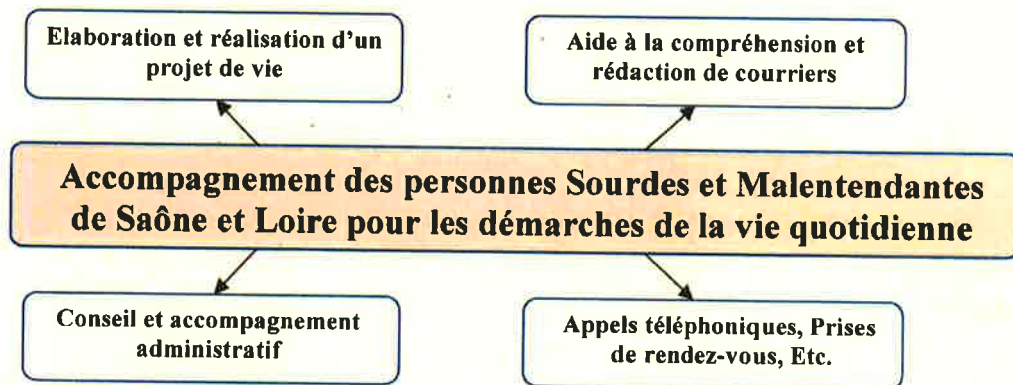 Elaboration et réalisation d'un
projet de vie
Aide à la compréhension et
rédaction de courriers
Accompagnement des personnes Sourdes et Malentendantes
de Saône et Loire pour les démarches de la vie quotidienne
Conseil et accompagnement
administratif
Appels téléphoniques, Prises
de rendez-vous, Etc.